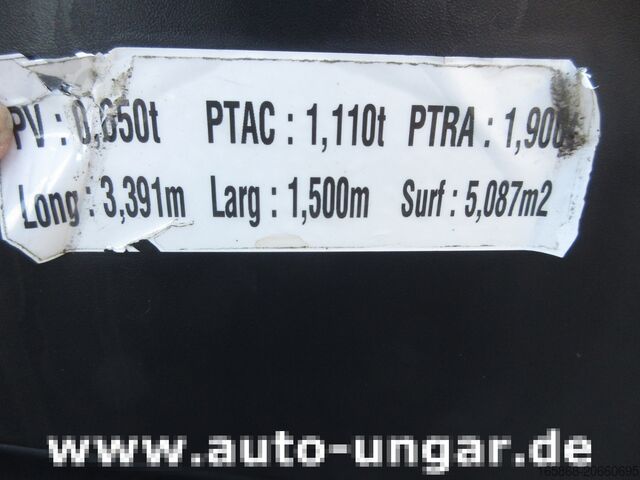 PV : 0,650t PTAC : 1,110t PTRA : 1,900
Long : 3,391m Larg : 1,500m Surf : 5,087m2
www.auto-ungar.de